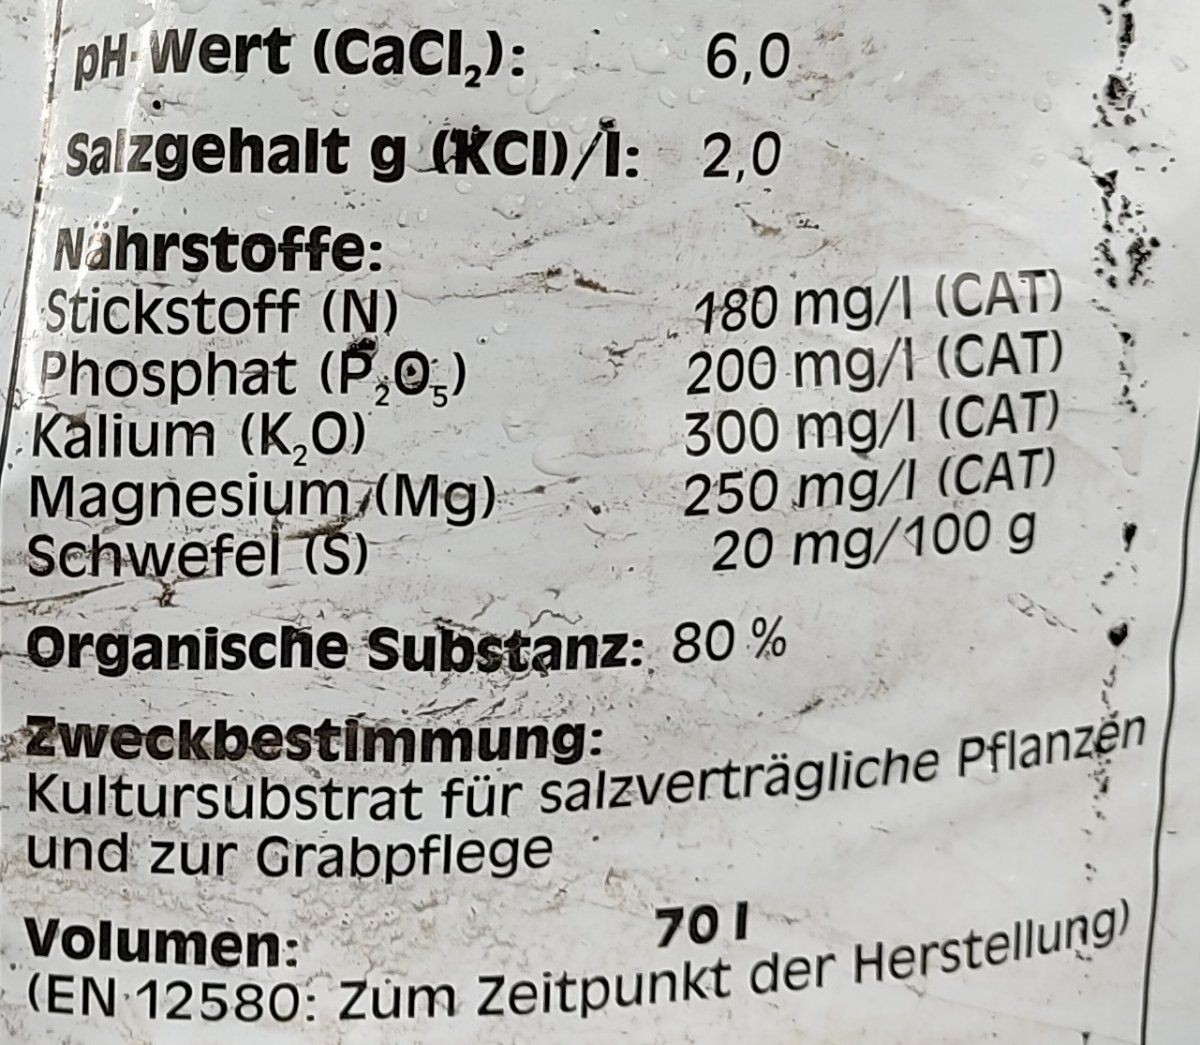 pH-Wert (CaCl₂): 6,0
Salzgehalt g (KCl)/l: 2,0
Nährstoffe:
Stickstoff (N) 180 mg/l (CAT)
Phosphat (P₂O₅) 200 mg/l (CAT)
Kalium (K₂O) 300 mg/l (CAT)
Magnesium (Mg) 250 mg/l (CAT)
Schwefel (S) 20 mg/100 g
Organische Substanz: 80 %
Zweckbestimmung:
Kultursubstrat für salzverträgliche Pflanzen
und zur Grabpflege
Volumen: 70 l
(EN 12580: Zum Zeitpunkt der Herstellung)